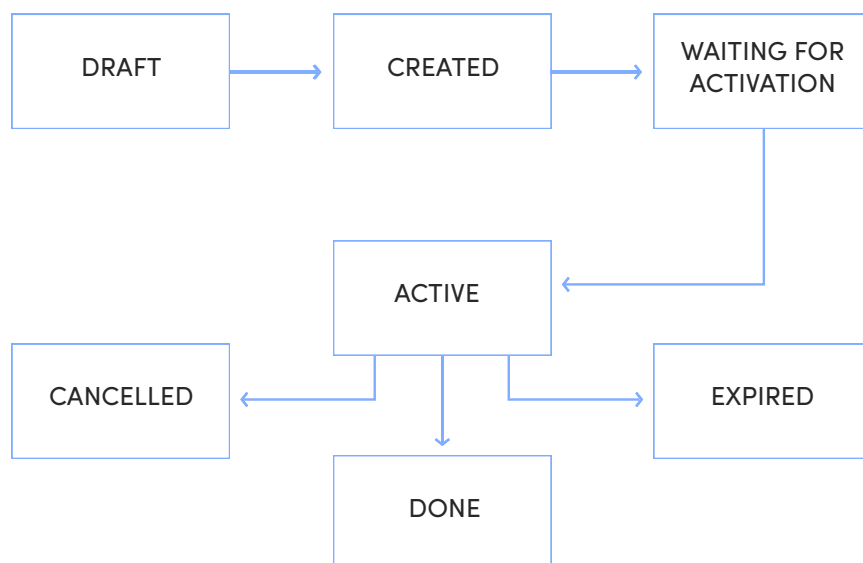 DRAFT
CREATED
WAITING FOR
ACTIVATION
ACTIVE
CANCELLED
EXPIRED
DONE